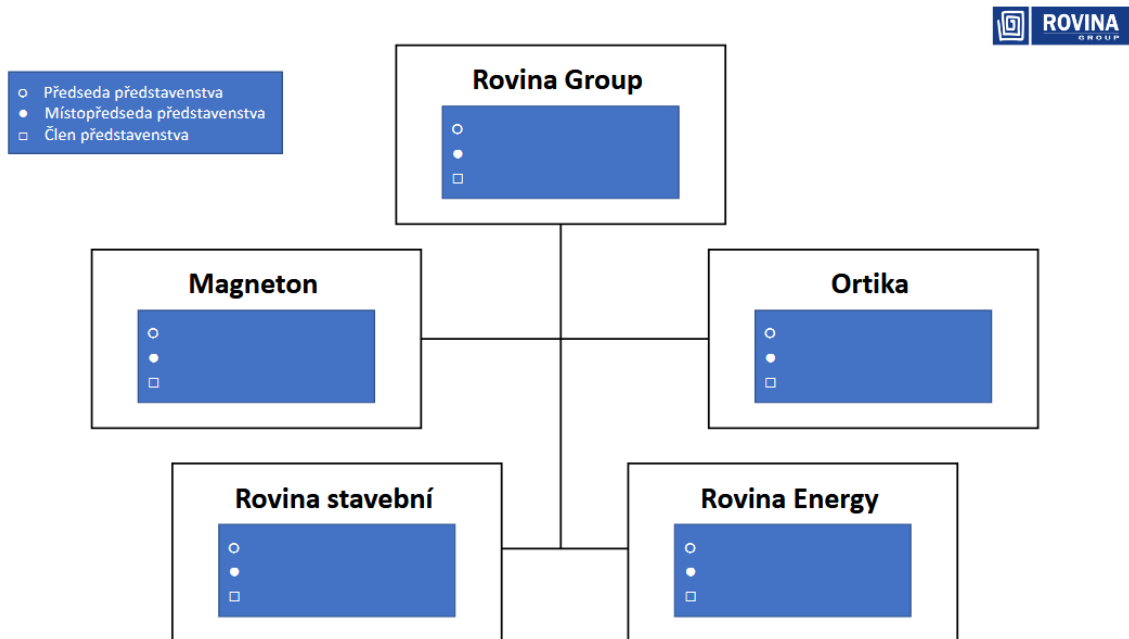 ROVINA
GROUP
Rovina Group
Předseda představenstva
Místopředseda představenstva
Člen představenstva
Magneton
Ortika
Rovina stavební
Rovina Energy